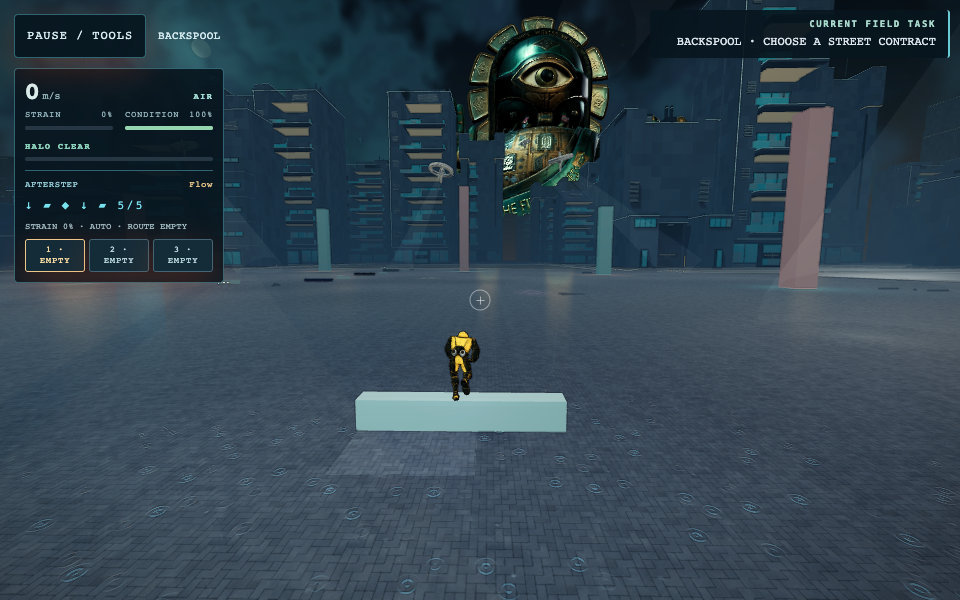 PAUSE / TOOLS
BACKSPOOL
CURRENT FIELD TASK
BACKSPOOL · CHOOSE A STREET CONTRACT
0 m/s
AIR
STRAIN 0%
CONDITION 100%
HALO CLEAR
AFTERSTEP
Flow
5/5
STRAIN 0% · AUTO · ROUTE EMPTY
1 ·
EMPTY
2 ·
EMPTY
3 ·
EMPTY